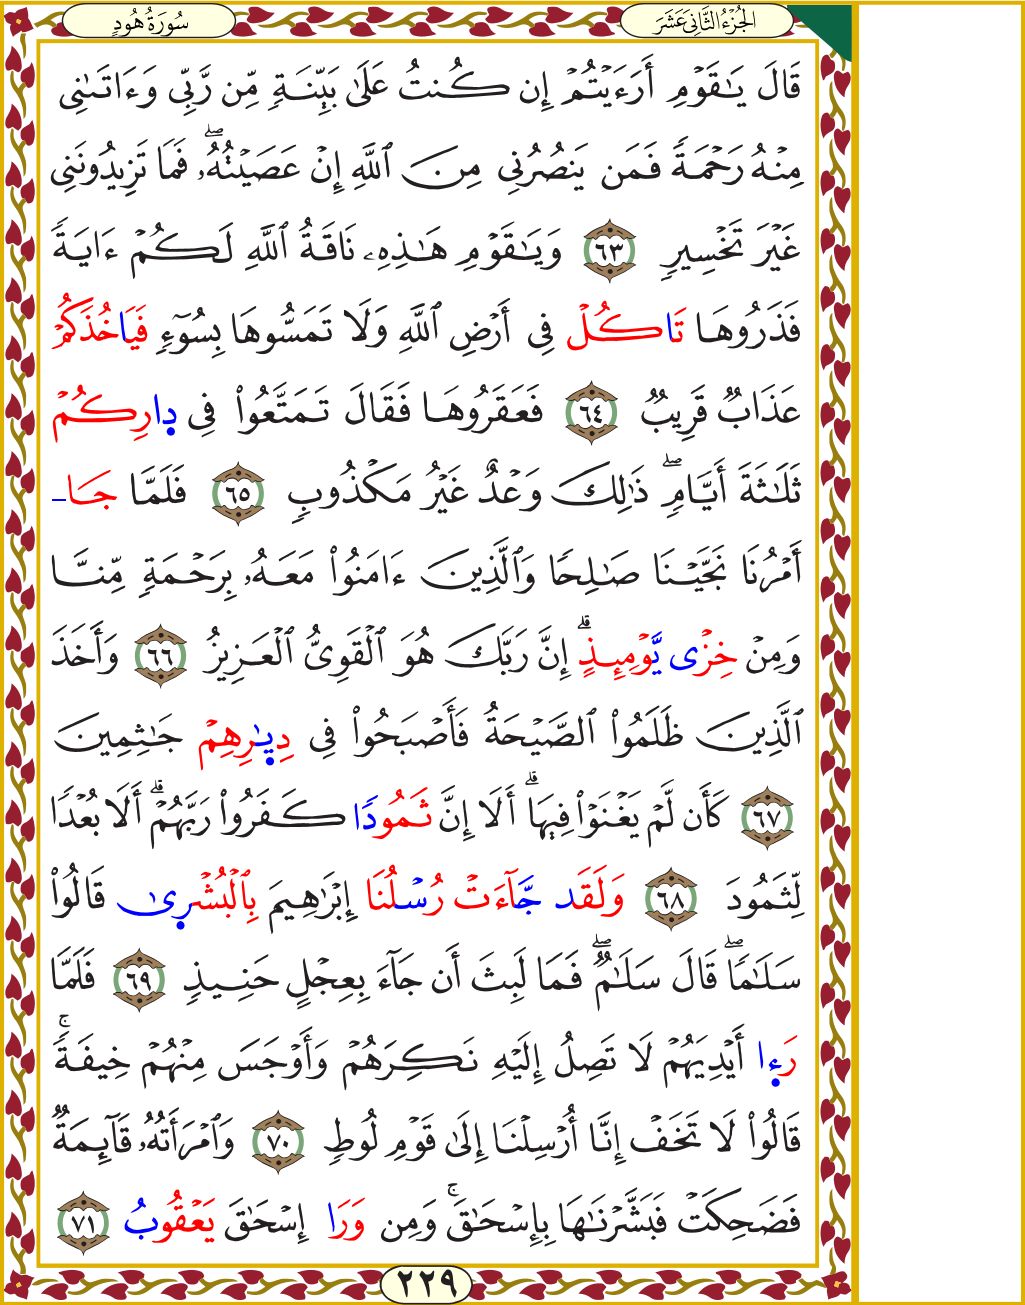 الجُزْءُ الثَّانِيَ عَشَرَ
سُورَةُ هُودٍ
قَالَ يَٰقَوْمِ أَرَءَيْتُمْ إِن كُنتُ عَلَىٰ بَيِّنَةٍ مِّن رَّبِّي وَءَاتَىٰنِي
مِنْهُ رَحْمَةً فَمَن يَنصُرُنِي مِنَ ٱللَّهِ إِنْ عَصَيْتُهُۥۖ فَمَا تَزِيدُونَنِي
غَيْرَ تَخْسِيرٍ ٦٣ وَيَٰقَوْمِ هَٰذِهِۦ نَاقَةُ ٱللَّهِ لَكُمْ ءَايَةً
فَذَرُوهَا تَاكُلْ فِي أَرْضِ ٱللَّهِ وَلَا تَمَسُّوهَا بِسُوٓءٍ فَيَاخُذَكُمْ
عَذَابٌ قَرِيبٌ ٦٤ فَعَقَرُوهَا فَقَالَ تَمَتَّعُوا۟ فِي دِارِكُمْ
ثَلَٰثَةَ أَيَّامٍۖ ذَٰلِكَ وَعْدٌ غَيْرُ مَكْذُوبٍ ٦٥ فَلَمَّا جَا
أَمْرُنَا نَجَّيْنَا صَٰلِحًا وَٱلَّذِينَ ءَامَنُوا۟ مَعَهُۥ بِرَحْمَةٍ مِّنَّا
وَمِنْ خِزْيِ يَّوْمِئِذٍۗ إِنَّ رَبَّكَ هُوَ ٱلْقَوِيُّ ٱلْعَزِيزُ ٦٦ وَأَخَذَ
ٱلَّذِينَ ظَلَمُوا۟ ٱلصَّيْحَةُ فَأَصْبَحُوا۟ فِي دِيَٰرِهِمْ جَٰثِمِينَ
٦٧ كَأَن لَّمْ يَغْنَوْا۟ فِيهَاۗ أَلَا إِنَّ ثَمُودًا كَفَرُوا۟ رَبَّهُمْۗ أَلَا بُعْدًا
لِّثَمُودَ ٦٨ وَلَقَد جَّآءَتْ رُسْلُنَا إِبْرَٰهِيمَ بِٱلْبُشْرِىٰ قَالُوا۟
سَلَٰمًاۖ قَالَ سَلَٰمٌۖ فَمَا لَبِثَ أَن جَآءَ بِعِجْلٍ حَنِيذٍ ٦٩ فَلَمَّا
رَءِا أَيْدِيَهُمْ لَا تَصِلُ إِلَيْهِ نَكِرَهُمْ وَأَوْجَسَ مِنْهُمْ خِيفَةًۚ
قَالُوا۟ لَا تَخَفْ إِنَّا أُرْسِلْنَا إِلَىٰ قَوْمِ لُوطٍ ٧٠ وَٱمْرَأَتُهُۥ قَآئِمَةٌ
فَضَحِكَتْ فَبَشَّرْنَٰهَا بِإِسْحَٰقَۚ وَمِن وَرَا إِسْحَٰقَ يَعْقُوبُ ٧١
٢٢٩